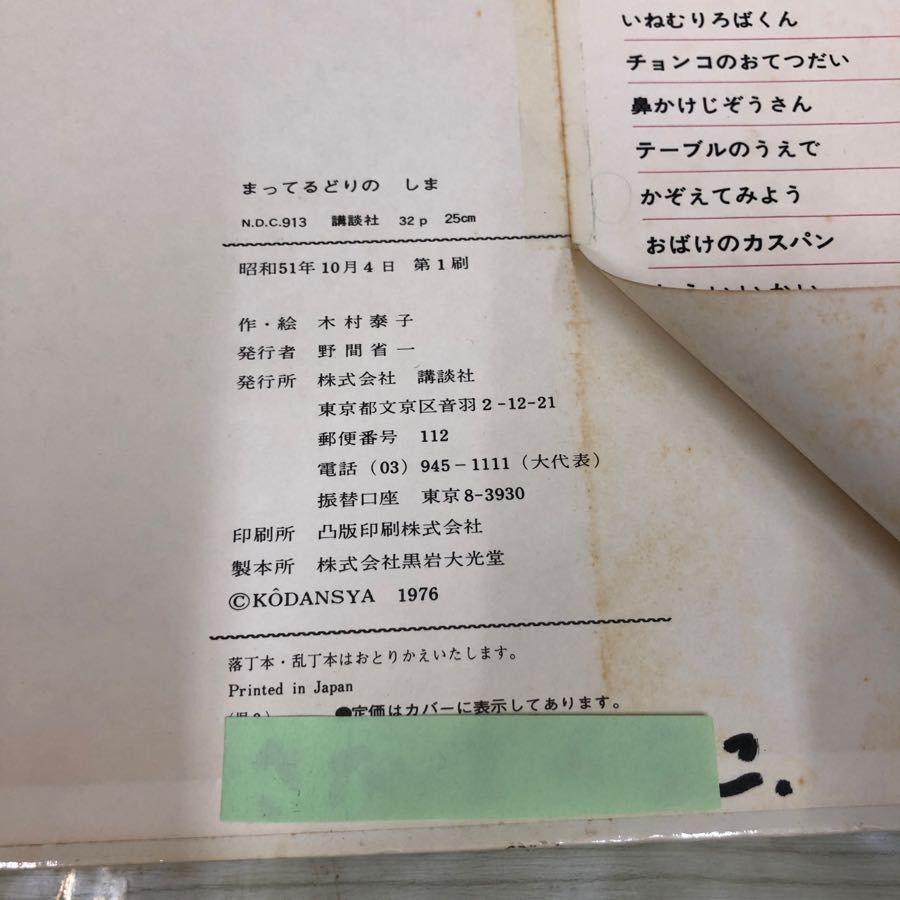 いねむりろばくん
チョンコのおてつだい
鼻かけじぞうさん
テーブルのうえで
かぞえてみよう
おばけのカスパン
まってるどりの しま
N.D.C.913 講談社 32p 25cm
昭和51年10月4日 第1刷
作・絵 木村泰子
発行者 野間省一
発行所 株式会社 講談社
東京都文京区音羽2-12-21
郵便番号 112
電話(03)945-1111(大代表)
振替口座 東京8-3930
印刷所 凸版印刷株式会社
製本所 株式会社黒岩大光堂
©KÔDANSYA 1976
落丁本・乱丁本はおとりかえいたします。
Printed in Japan
●定価はカバーに表示してあります。
こ.